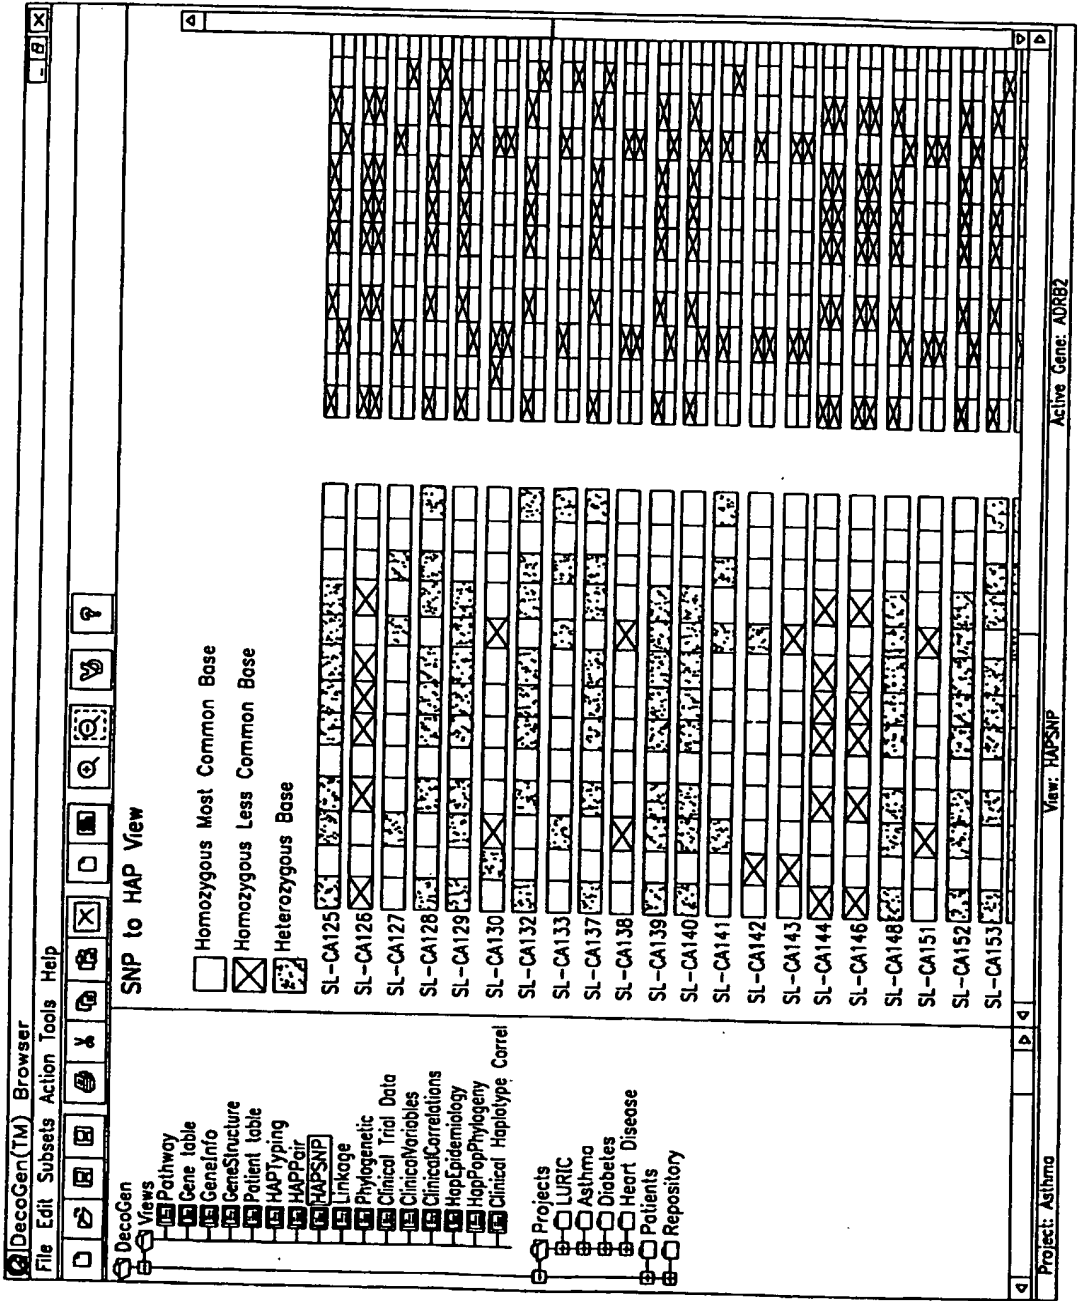 DecoGen(TM) Browser
File Edit Subsets Action Tools Help
DecoGen
Views
Pathway
Gene table
GeneInfo
GeneStructure
Patient table
HAPTyping
HAPPair
HAPSNP
Linkage
Phylogenetic
Clinical Trial Data
ClinicalVariables
ClinicalCorrelations
HapEpidemiology
HapPopPhylogeny
Clinical Haplotype Correl
Projects
LURIC
Asthma
Diabetes
Heart Disease
Patients
Repository
SNP to HAP View
Homozygous Most Common Base
Homozygous Less Common Base
Heterozygous Base
SL-CA125
SL-CA126
SL-CA127
SL-CA128
SL-CA129
SL-CA130
SL-CA132
SL-CA133
SL-CA137
SL-CA138
SL-CA139
SL-CA140
SL-CA141
SL-CA142
SL-CA143
SL-CA144
SL-CA146
SL-CA148
SL-CA151
SL-CA152
SL-CA153
Project: Asthma
View: HAPSNP
Active Gene: ADRB2